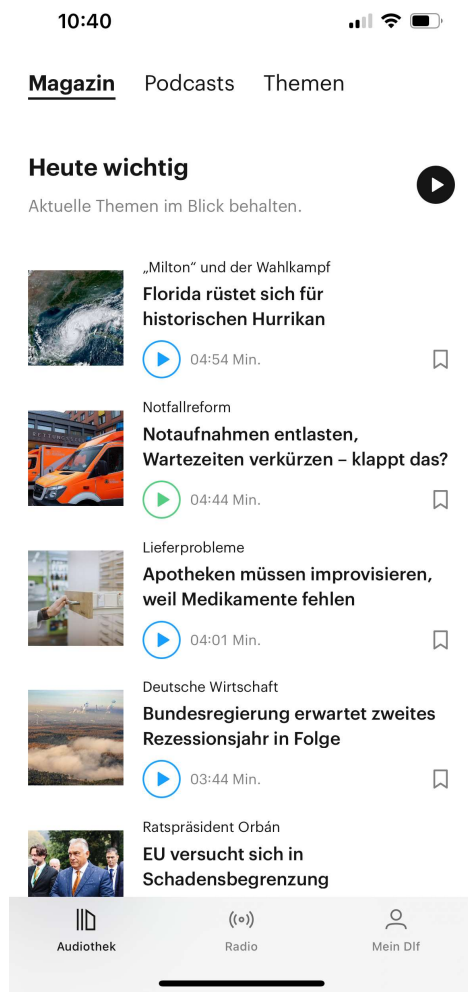 10:40
Magazin Podcasts Themen
Heute wichtig
Aktuelle Themen im Blick behalten.
„Milton“ und der Wahlkampf
Florida rüstet sich für
historischen Hurrikan
04:54 Min.
Notfallreform
Notaufnahmen entlasten,
Wartezeiten verkürzen – klappt das?
04:44 Min.
Lieferprobleme
Apotheken müssen improvisieren,
weil Medikamente fehlen
04:01 Min.
Deutsche Wirtschaft
Bundesregierung erwartet zweites
Rezessionsjahr in Folge
03:44 Min.
Ratspräsident Orbán
EU versucht sich in
Schadensbegrenzung
Audiothek Radio Mein Dlf